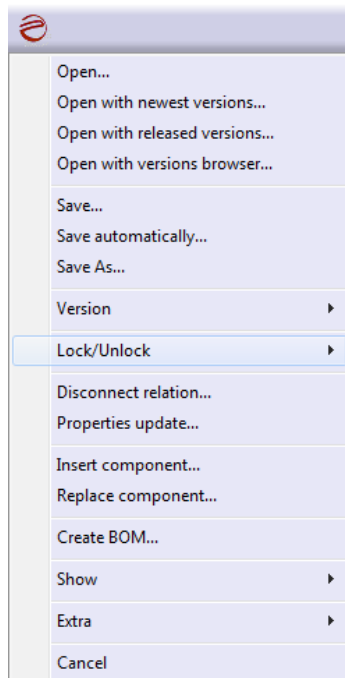 Open...
Open with newest versions...
Open with released versions...
Open with versions browser...
Save...
Save automatically...
Save As...
Version
Lock/Unlock
Disconnect relation...
Properties update...
Insert component...
Replace component...
Create BOM...
Show
Extra
Cancel